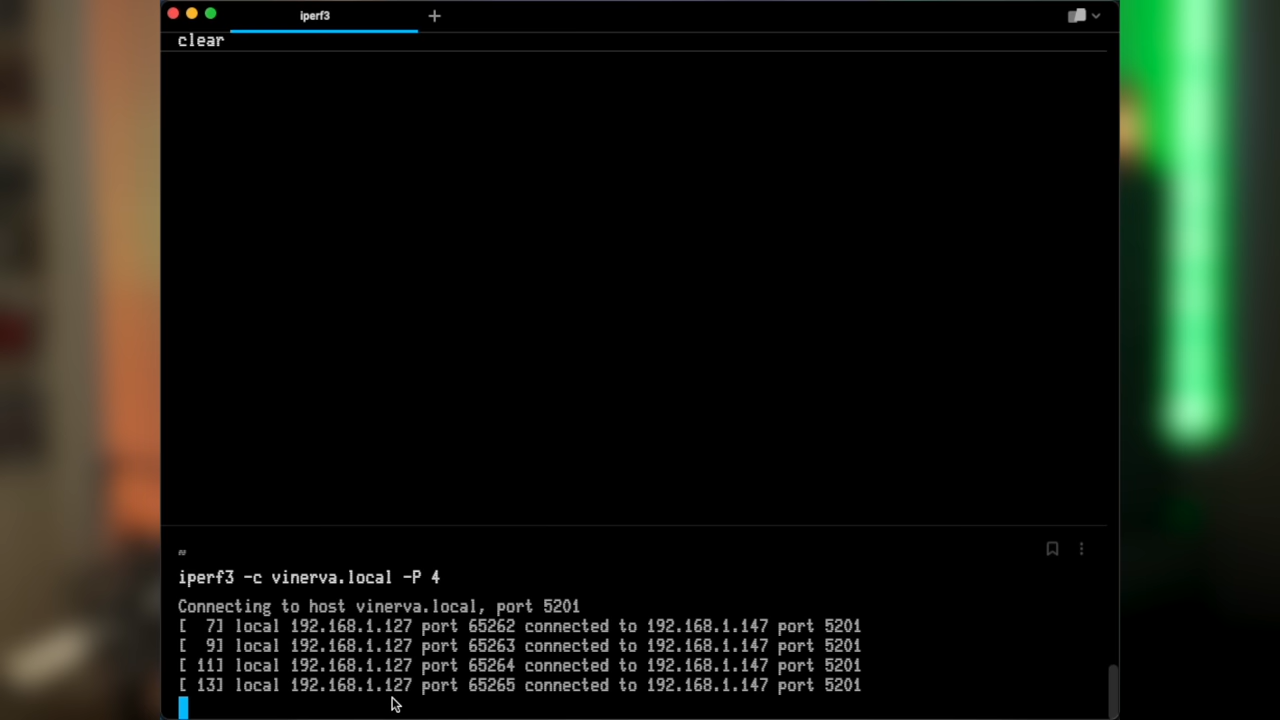 iperf3
clear
~
iperf3 -c vinerva.local -P 4
Connecting to host vinerva.local, port 5201
[  7] local 192.168.1.127 port 65262 connected to 192.168.1.147 port 5201
[  9] local 192.168.1.127 port 65263 connected to 192.168.1.147 port 5201
[ 11] local 192.168.1.127 port 65264 connected to 192.168.1.147 port 5201
[ 13] local 192.168.1.127 port 65265 connected to 192.168.1.147 port 5201